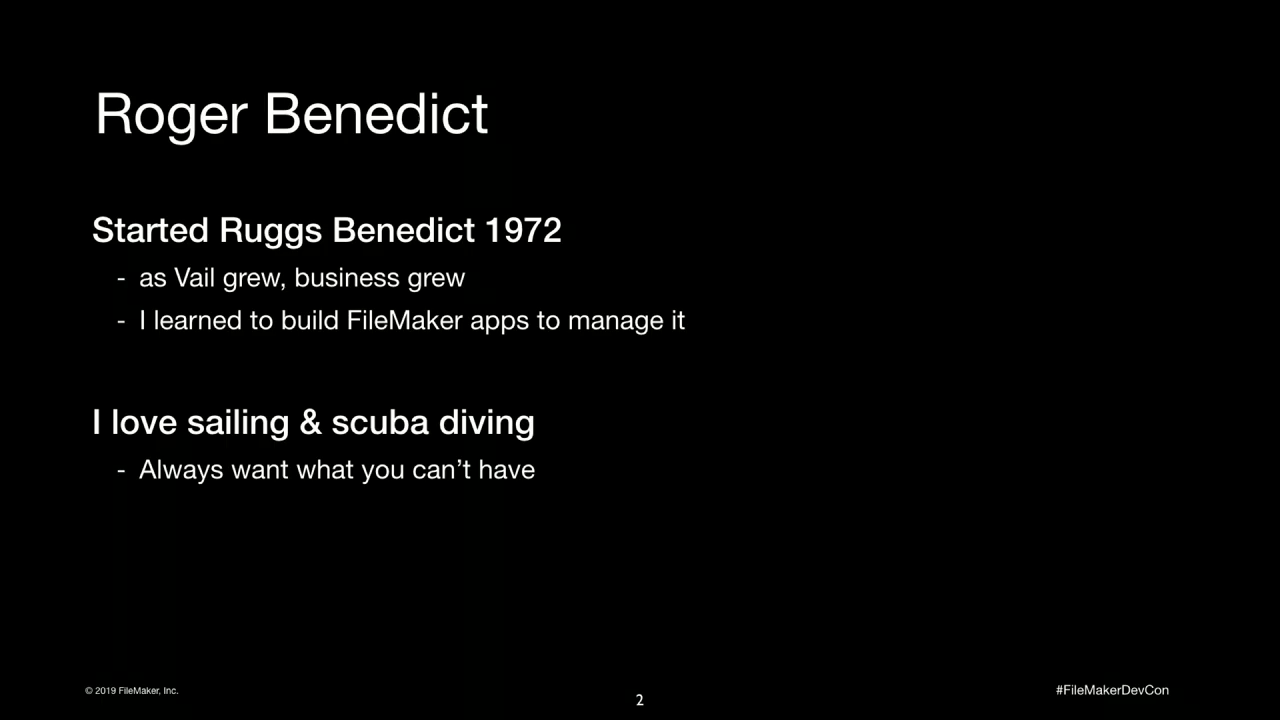 Roger Benedict
Started Ruggs Benedict 1972
- as Vail grew, business grew
- I learned to build FileMaker apps to manage it
I love sailing & scuba diving
- Always want what you can’t have
© 2019 FileMaker, Inc.
2
#FileMakerDevCon